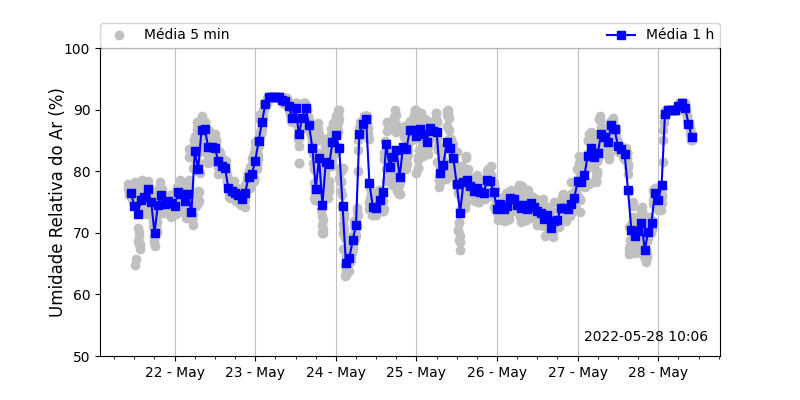 Média 5 min
Média 1 h
100
90
80
70
60
50
Umidade Relativa do Ar (%)
2022-05-28 10:06
22 - May
23 - May
24 - May
25 - May
26 - May
27 - May
28 - May